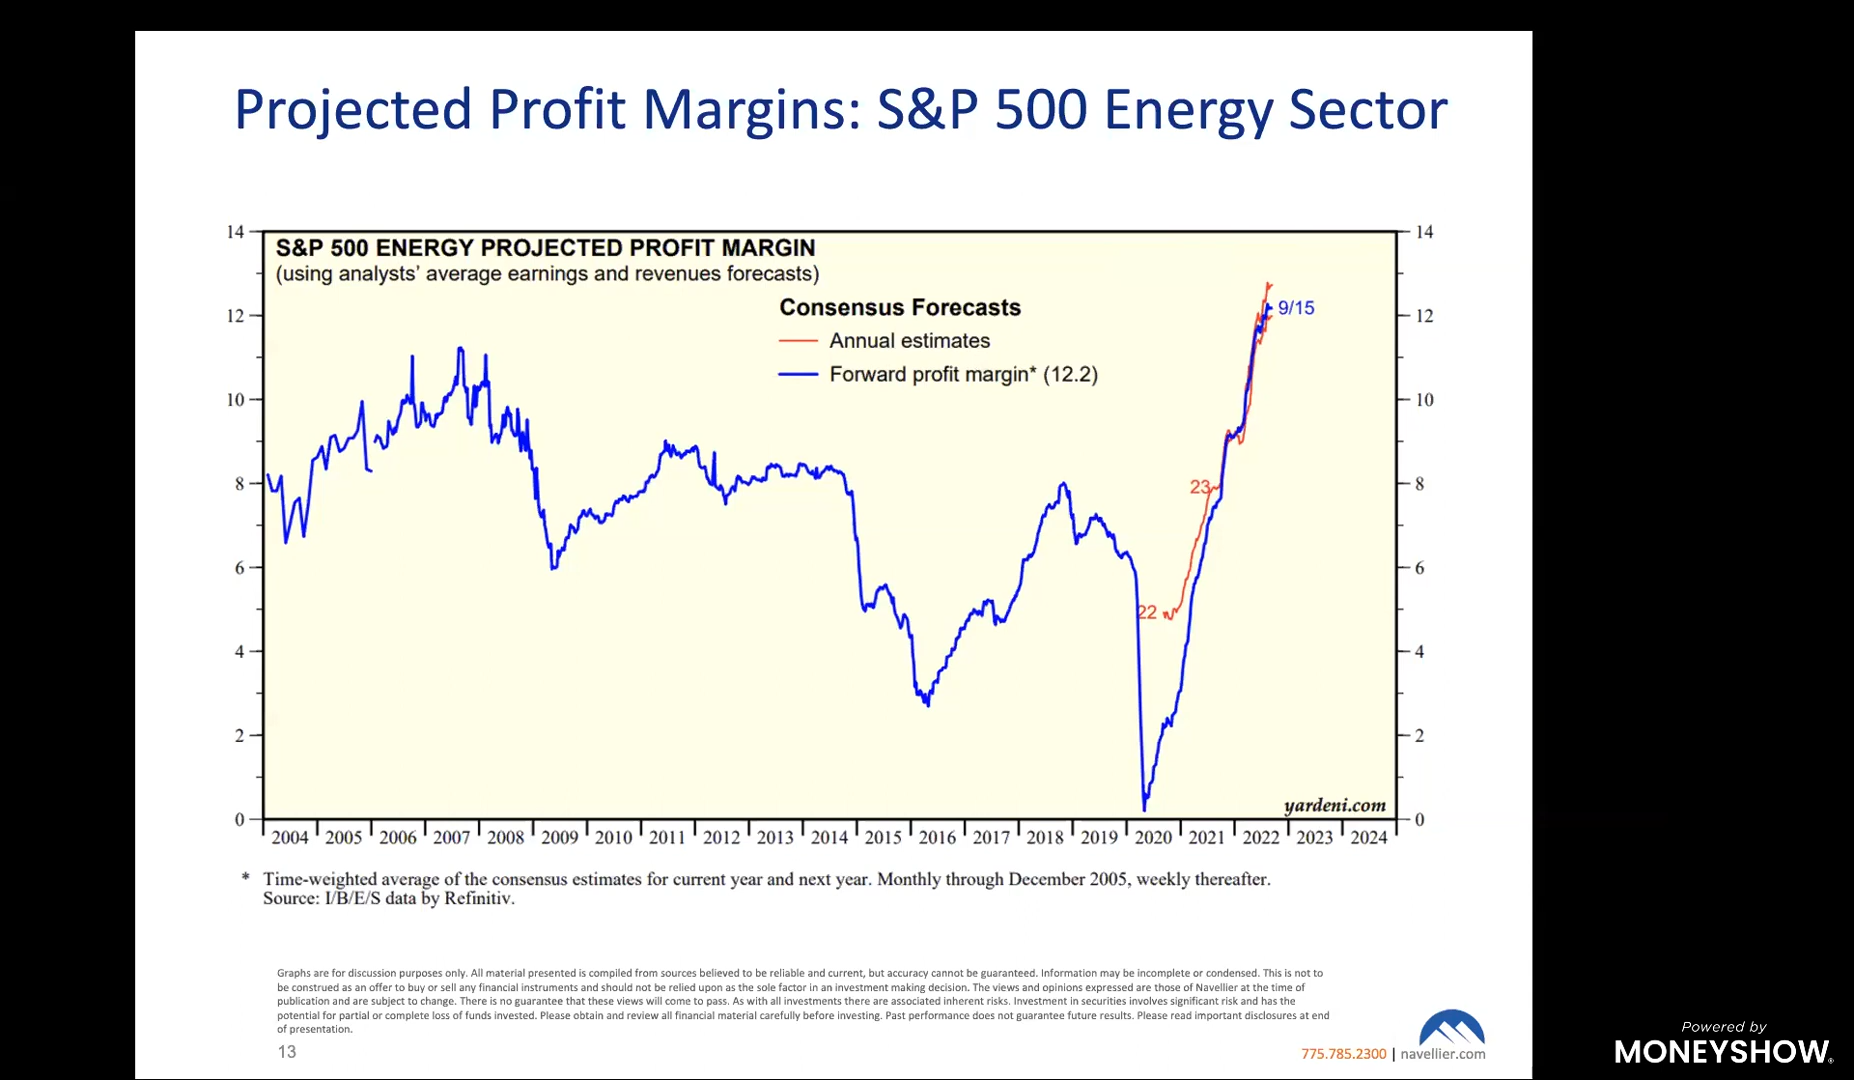 Projected Profit Margins: S&P 500 Energy Sector
S&P 500 ENERGY PROJECTED PROFIT MARGIN
(using analysts' average earnings and revenues forecasts)
Consensus Forecasts
Annual estimates
Forward profit margin* (12.2)
14 14
12 12
10 10
8 8
6 6
4 4
2 2
0 0
9/15
23
22
yardeni.com
2004 2005 2006 2007 2008 2009 2010 2011 2012 2013 2014 2015 2016 2017 2018 2019 2020 2021 2022 2023 2024
* Time-weighted average of the consensus estimates for current year and next year. Monthly through December 2005, weekly thereafter.
Source: I/B/E/S data by Refinitiv.
Graphs are for discussion purposes only. All material presented is compiled from sources believed to be reliable and current, but accuracy cannot be guaranteed. Information may be incomplete or condensed. This is not to
be construed as an offer to buy or sell any financial instruments and should not be relied upon as the sole factor in an investment making decision. The views and opinions expressed are those of Navellier at the time of
publication and are subject to change. There is no guarantee that these views will come to pass. As with all investments there are associated inherent risks. Investment in securities involves significant risk and has the
potential for partial or complete loss of funds invested. Please obtain and review all financial material carefully before investing. Past performance does not guarantee future results. Please read important disclosures at end
of presentation.
13
775.785.2300 | navellier.com
Powered by
MONEYSHOW.